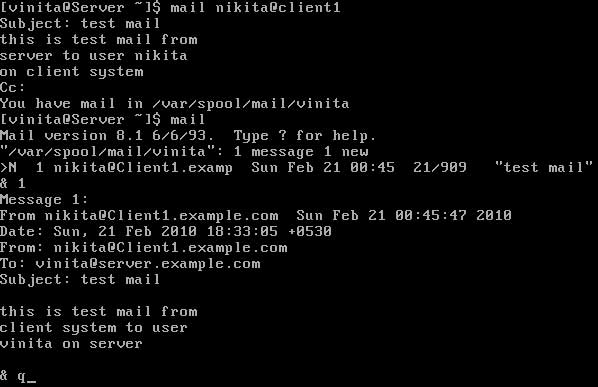 [vinita@Server ~]$ mail nikita@client1
Subject: test mail
this is test mail from
server to user nikita
on client system
Cc:
You have mail in /var/spool/mail/vinita
[vinita@Server ~]$ mail
Mail version 8.1 6/6/93.  Type ? for help.
"/var/spool/mail/vinita": 1 message 1 new
>N  1 nikita@Client1.examp  Sun Feb 21 00:45  21/909   "test mail"
& 1
Message 1:
From nikita@Client1.example.com  Sun Feb 21 00:45:47 2010
Date: Sun, 21 Feb 2010 18:33:05 +0530
From: nikita@Client1.example.com
To: vinita@server.example.com
Subject: test mail

this is test mail from
client system to user
vinita on server

& q_